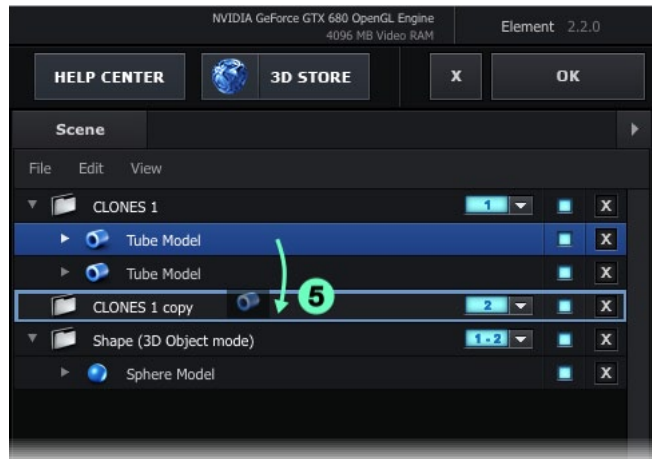 NVIDIA GeForce GTX 680 OpenGL Engine
4096 MB Video RAM
Element 2.2.0
HELP CENTER
3D STORE
X
OK
Scene
File Edit View
CLONES 1 1 X
Tube Model X
Tube Model X
CLONES 1 copy 5 2 X
Shape (3D Object mode) 1 - 2 X
Sphere Model X